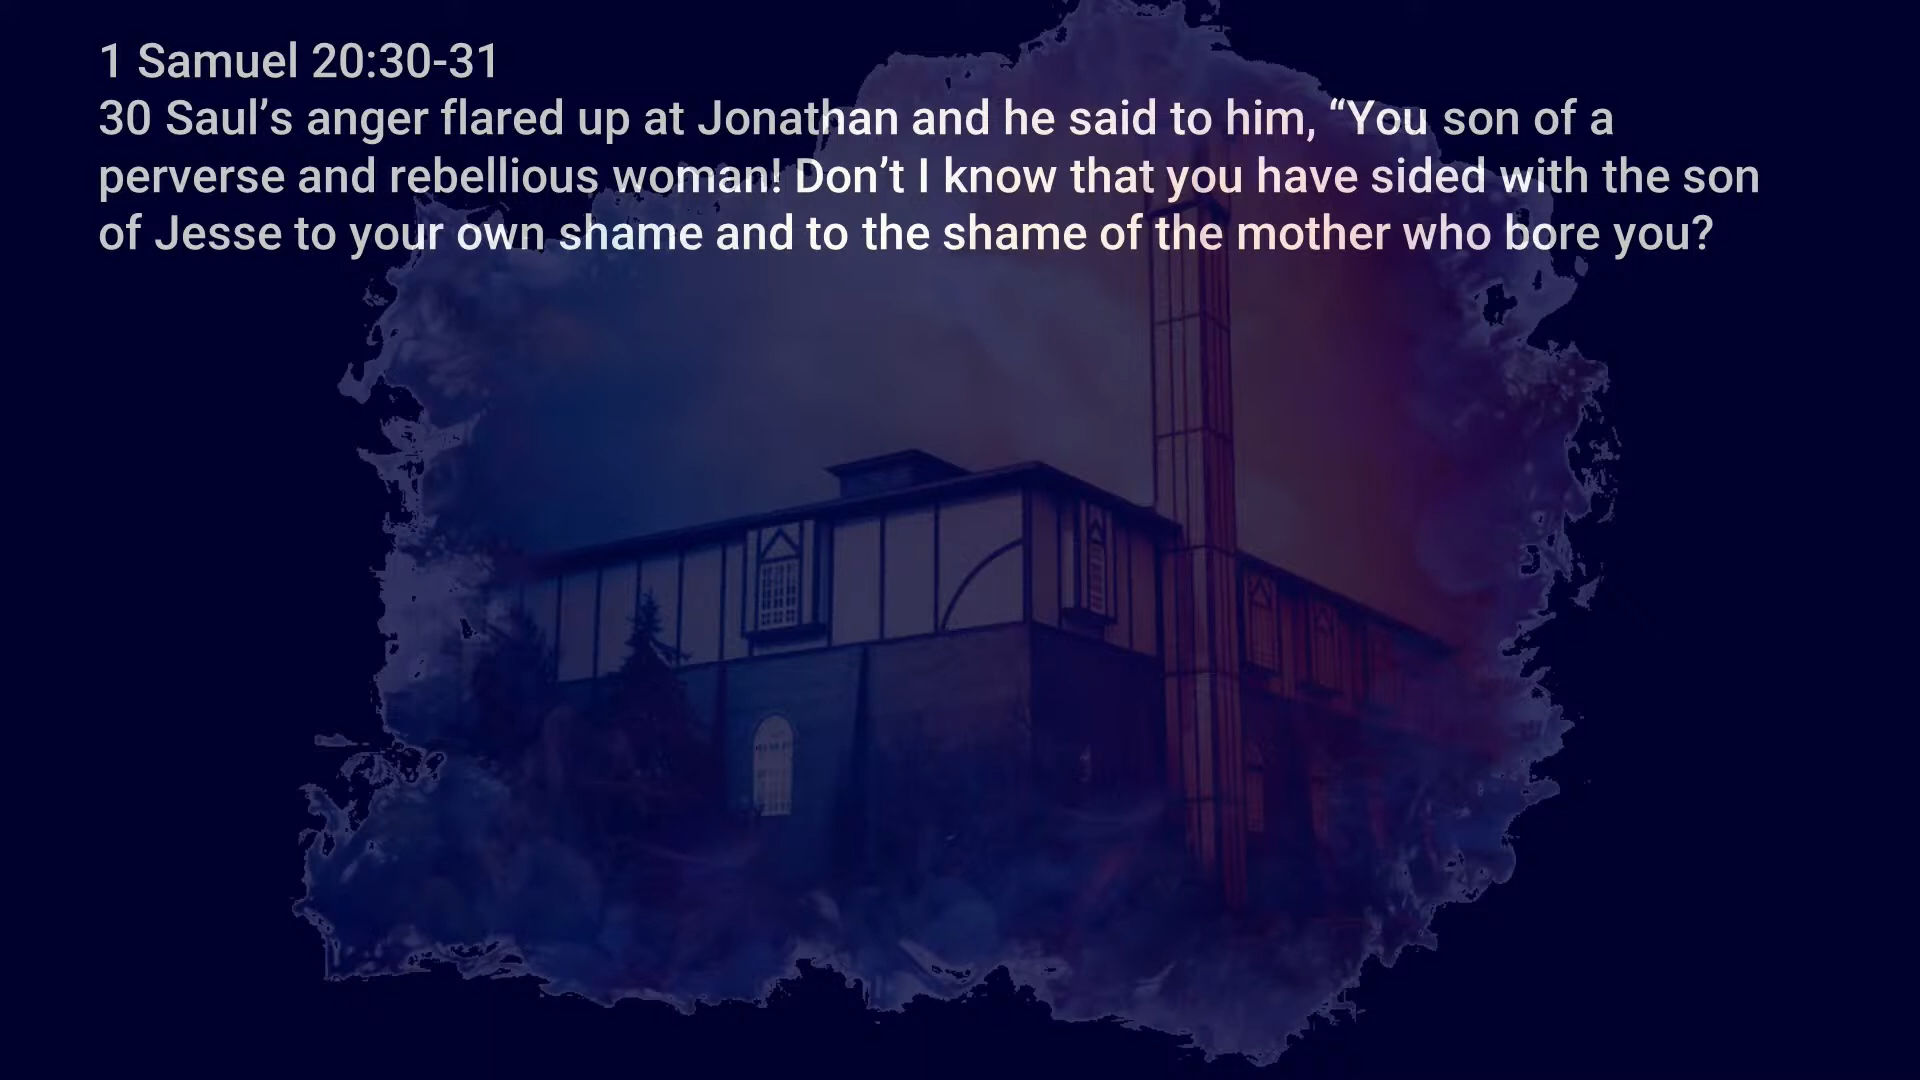 1 Samuel 20:30-31
30 Saul’s anger flared up at Jonathan and he said to him, “You son of a
perverse and rebellious woman! Don’t I know that you have sided with the son
of Jesse to your own shame and to the shame of the mother who bore you?